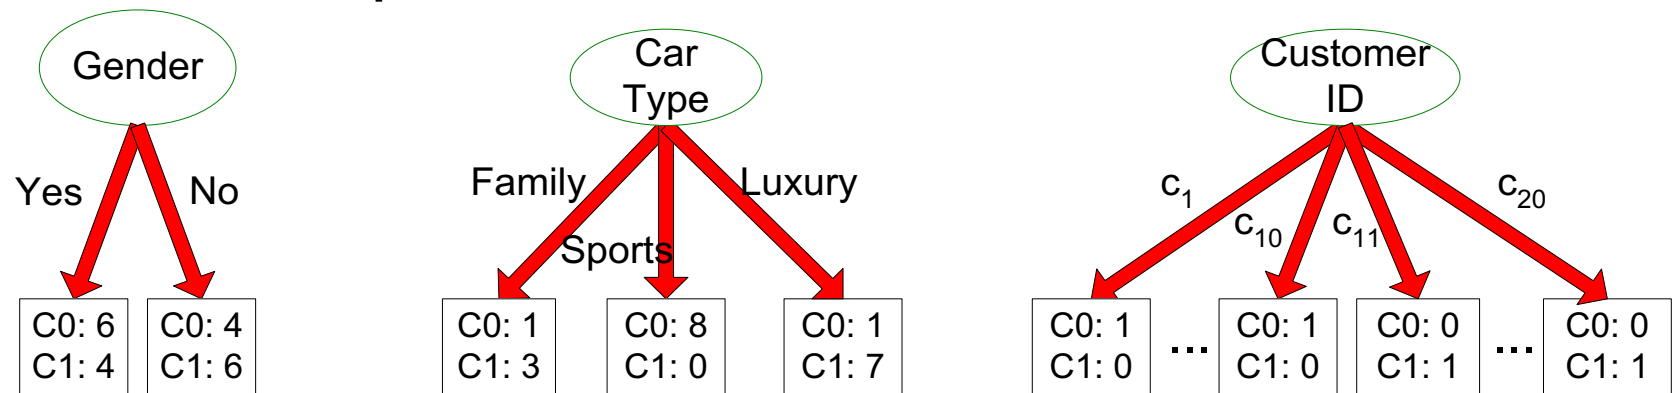 Gender
Yes
No
C0: 6
C1: 4
C0: 4
C1: 6
Car
Type
Family
Sports
Luxury
C0: 1
C1: 3
C0: 8
C1: 0
C0: 1
C1: 7
Customer
ID
c1
c10
c11
c20
C0: 1
C1: 0
...
C0: 1
C1: 0
C0: 0
C1: 1
...
C0: 0
C1: 1